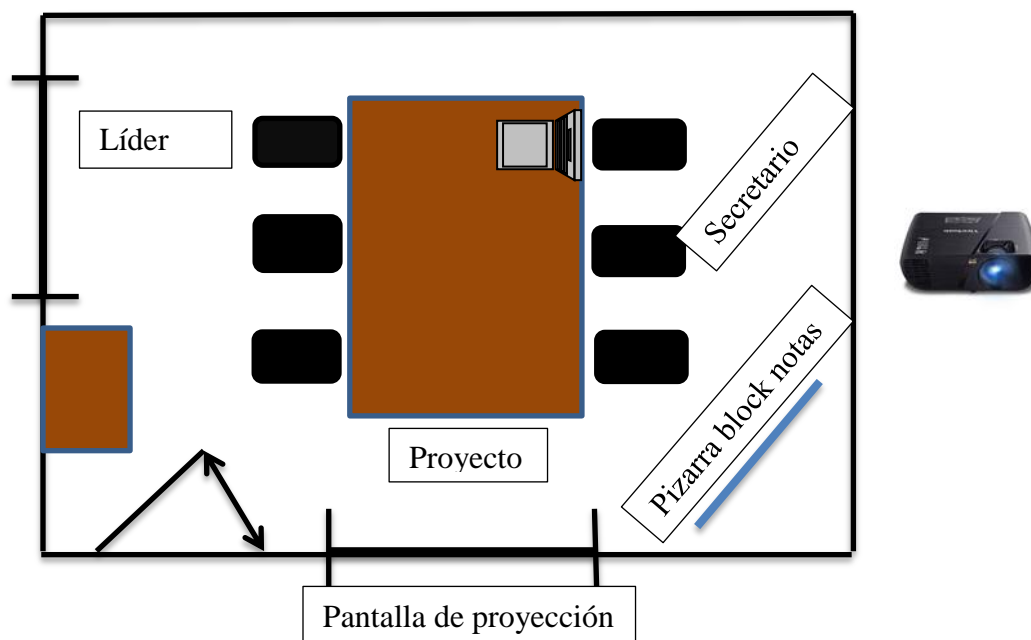 Líder
Secretario
Pizarra block notas
Proyecto
Pantalla de proyección